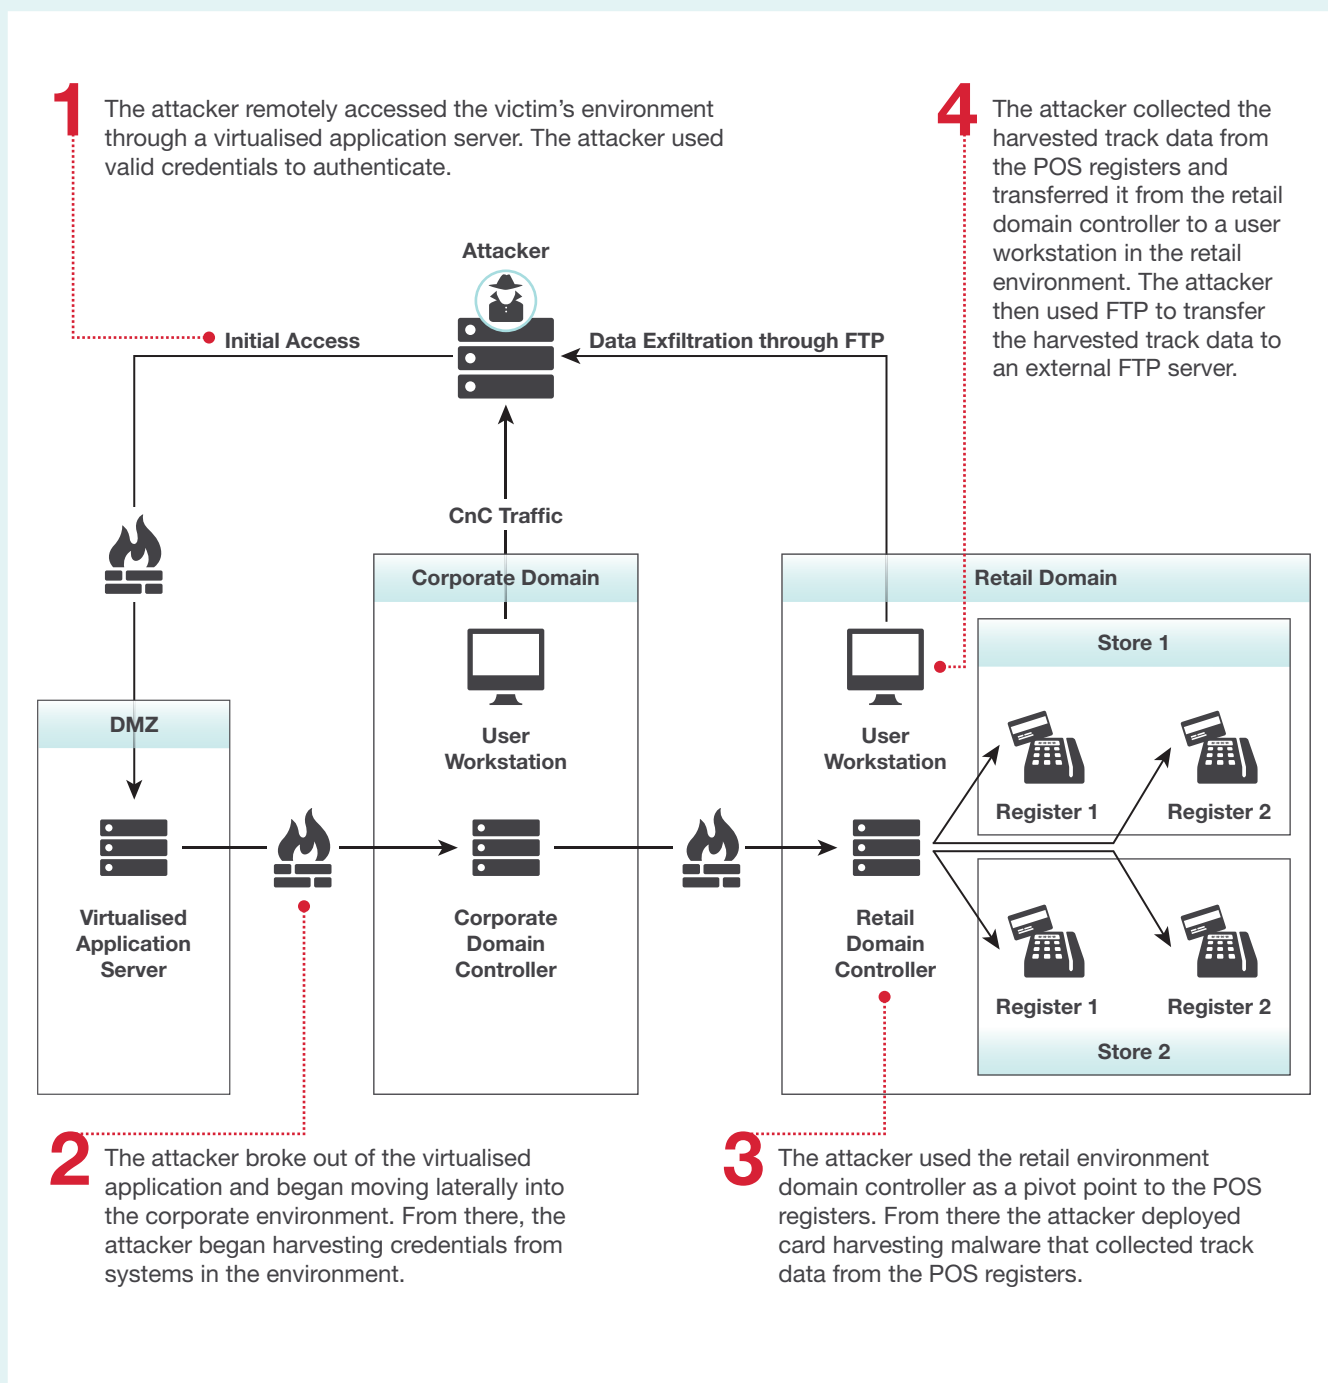 1
The attacker remotely accessed the victim’s environment
through a virtualised application server. The attacker used
valid credentials to authenticate.
4
The attacker collected the
harvested track data from
the POS registers and
transferred it from the retail
domain controller to a user
workstation in the retail
environment. The attacker
then used FTP to transfer
the harvested track data to
an external FTP server.
Attacker
Initial Access
Data Exfiltration through FTP
CnC Traffic
Corporate Domain
Retail Domain
DMZ
User
Workstation
User
Workstation
Store 1
Register 1
Register 2
Virtualised
Application
Server
Corporate
Domain
Controller
Retail
Domain
Controller
Register 1
Register 2
Store 2
2
The attacker broke out of the virtualised
application and began moving laterally into
the corporate environment. From there, the
attacker began harvesting credentials from
systems in the environment.
3
The attacker used the retail environment
domain controller as a pivot point to the POS
registers. From there the attacker deployed
card harvesting malware that collected track
data from the POS registers.